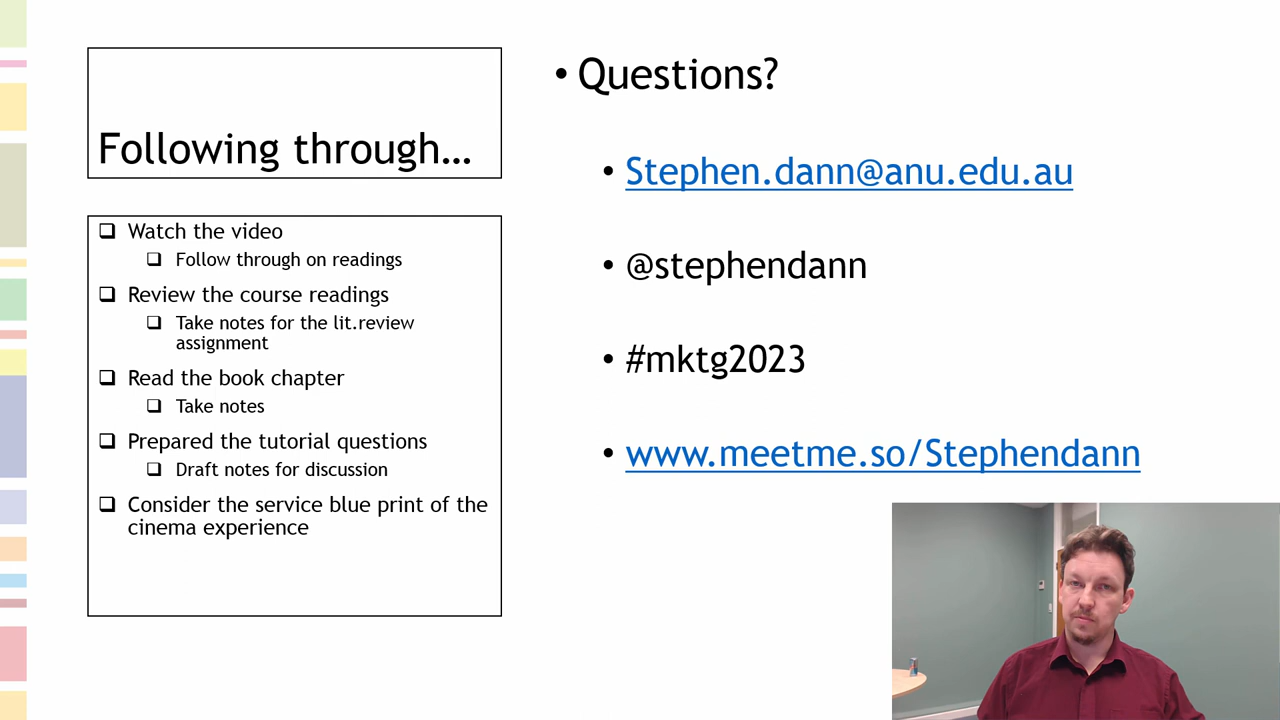 Following through...
Watch the video
Follow through on readings
Review the course readings
Take notes for the lit.review
assignment
Read the book chapter
Take notes
Prepared the tutorial questions
Draft notes for discussion
Consider the service blue print of the
cinema experience
• Questions?
• Stephen.dann@anu.edu.au
• @stephendann
• #mktg2023
• www.meetme.so/Stephendann